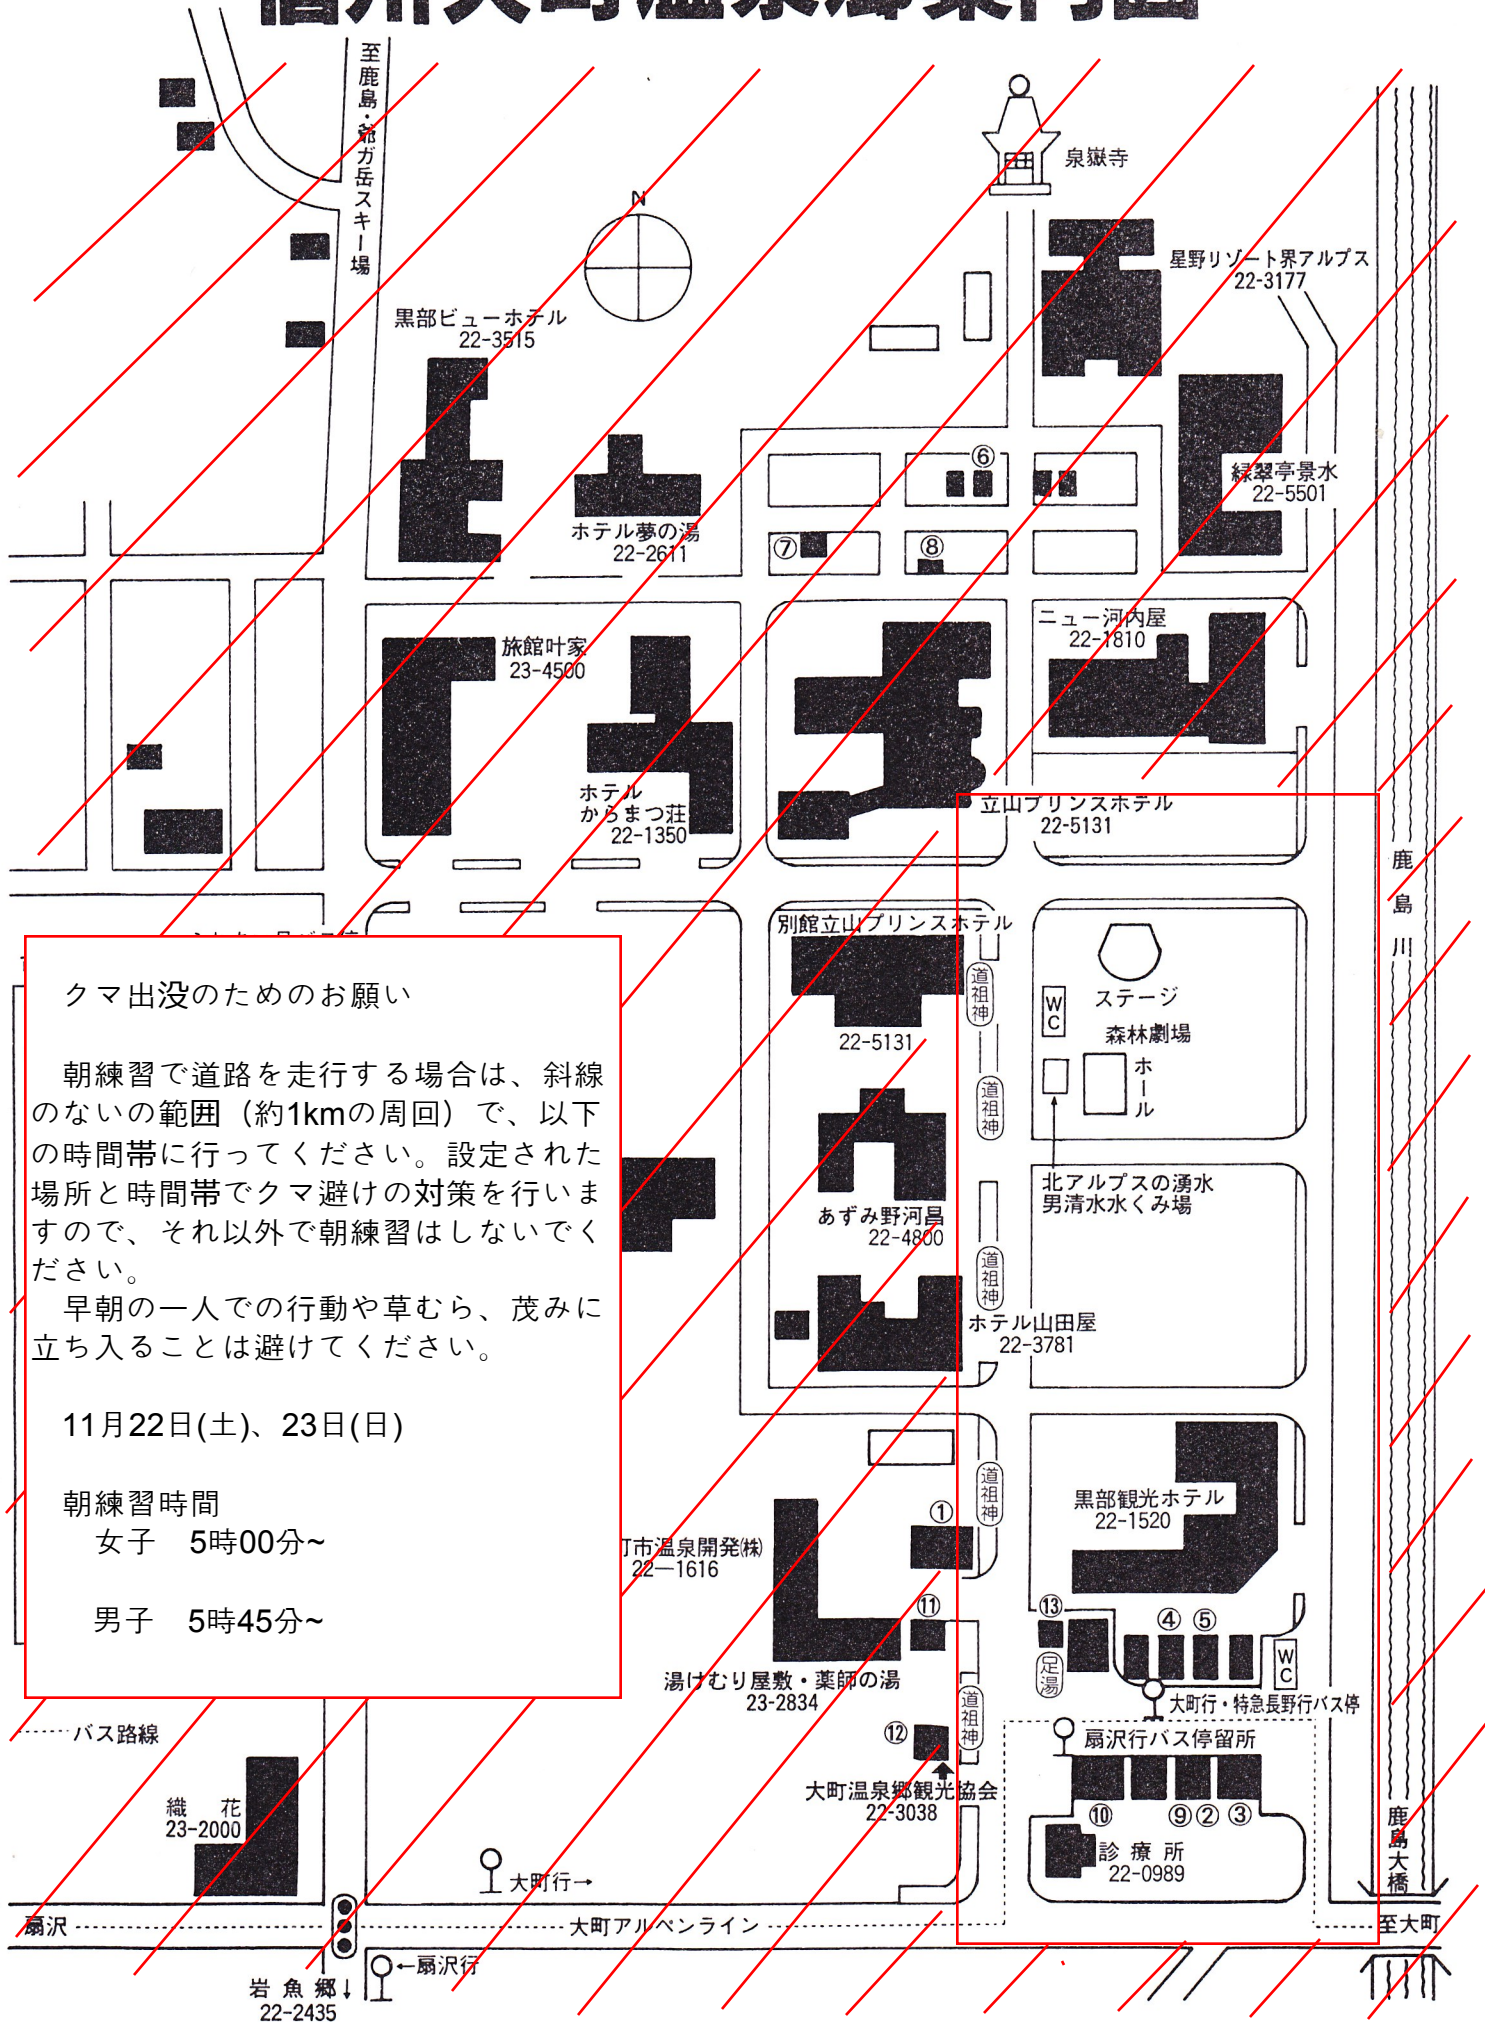 信州大町温泉郷案内図
至鹿島・爺ガ岳スキー場
N
泉嶽寺
星野リゾート界アルプス
22-3177
黒部ビューホテル
22-3515
⑥
緑翠亭景水
22-5501
ホテル夢の湯
22-2611
⑦
⑧
旅館叶家
23-4500
ニュー河内屋
22-1810
ホテル
からまつ荘
22-1350
立山プリンスホテル
22-5131
鹿島川
別館立山プリンスホテル
22-5131
道祖神
WC
ステージ
森林劇場
ホール
道祖神
北アルプスの湧水
男清水水くみ場
あずみ野河昌
22-4800
道祖神
ホテル山田屋
22-3781
クマ出没のためのお願い
朝練習で道路を走行する場合は、斜線
のないの範囲（約1kmの周回）で、以下
の時間帯に行ってください。設定された
場所と時間帯でクマ避けの対策を行いま
すので、それ以外で朝練習はしないでく
ださい。
早朝の一人での行動や草むら、茂みに
立ち入ることは避けてください。
11月22日(土)、23日(日)
朝練習時間
女子　5時00分~
男子　5時45分~
道祖神
黒部観光ホテル
22-1520
①
町市温泉開発㈱
22―1616
⑪
⑬
④
⑤
足湯
WC
湯けむり屋敷・薬師の湯
23-2834
道祖神
大町行・特急長野行バス停
⑫
扇沢行バス停留所
バス路線
大町温泉郷観光協会
22-3038
⑩
⑨
②
③
織花
23-2000
診療所
22-0989
鹿島大橋
大町行→
扇沢
大町アルペンライン
至大町
←扇沢行
岩魚郷↓
22-2435